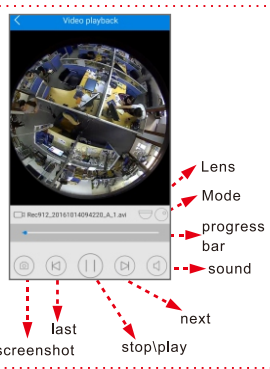 Video playback
Rec912_20161014094220_A_1.avi
Lens
Mode
progress
bar
sound
next
last
stop\play
screenshot